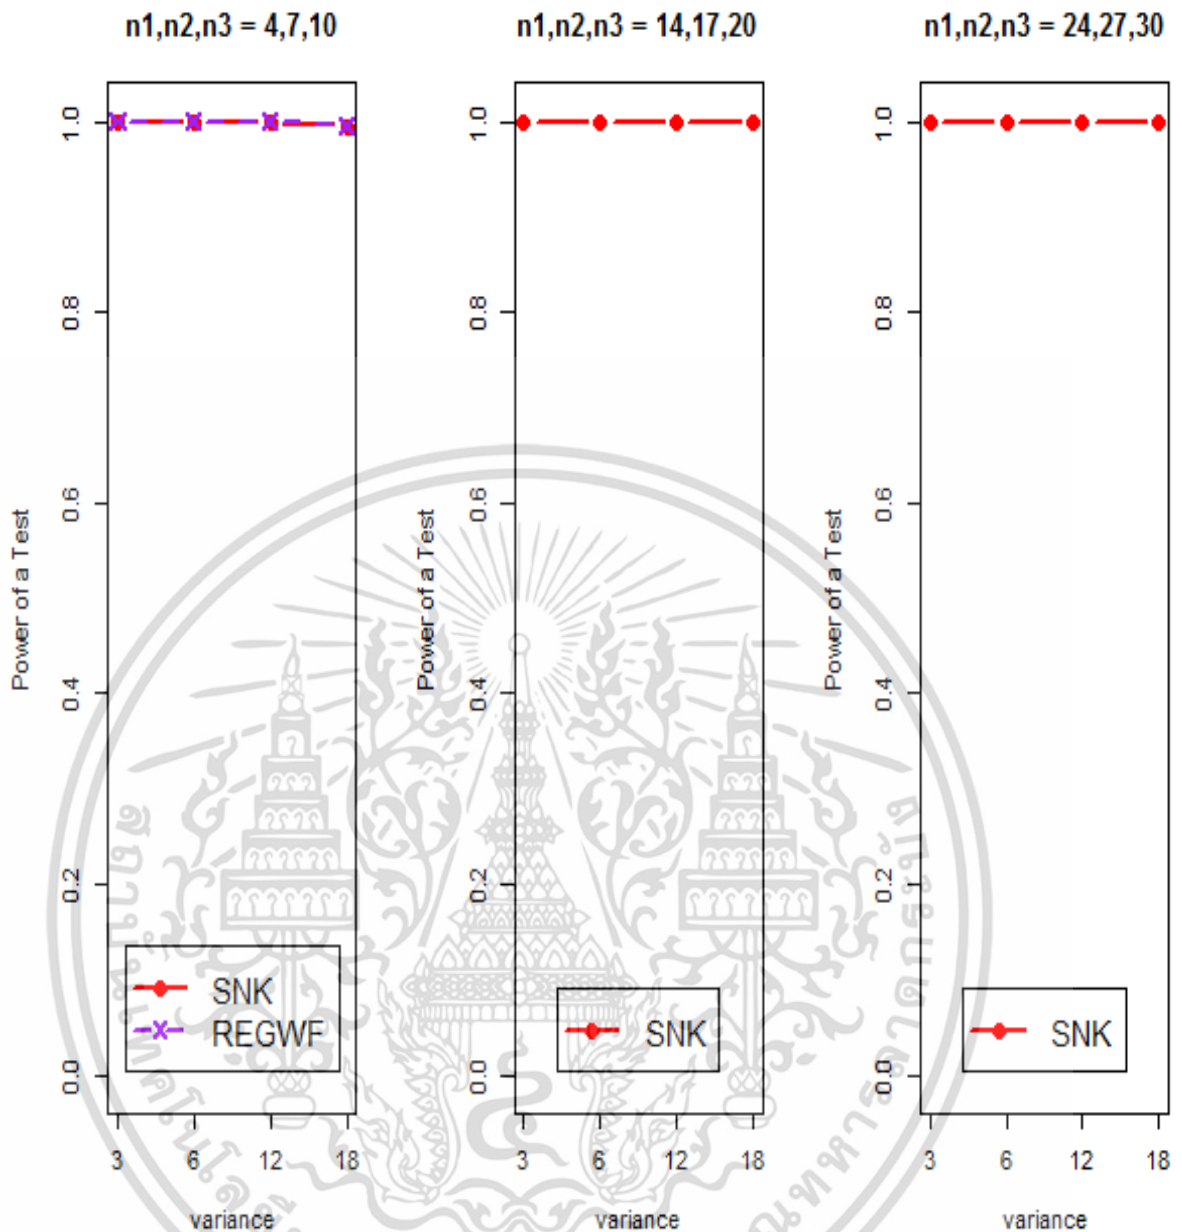 n1,n2,n3 = 4,7,10
1.0
0.8
0.6
0.4
0.2
0.0
Power of a Test
SNK
REGWF
3 6 12 18
variance
n1,n2,n3 = 14,17,20
1.0
0.8
0.6
0.4
0.2
0.0
Power of a Test
SNK
3 6 12 18
variance
n1,n2,n3 = 24,27,30
1.0
0.8
0.6
0.4
0.2
0.0
Power of a Test
SNK
3 6 12 18
variance